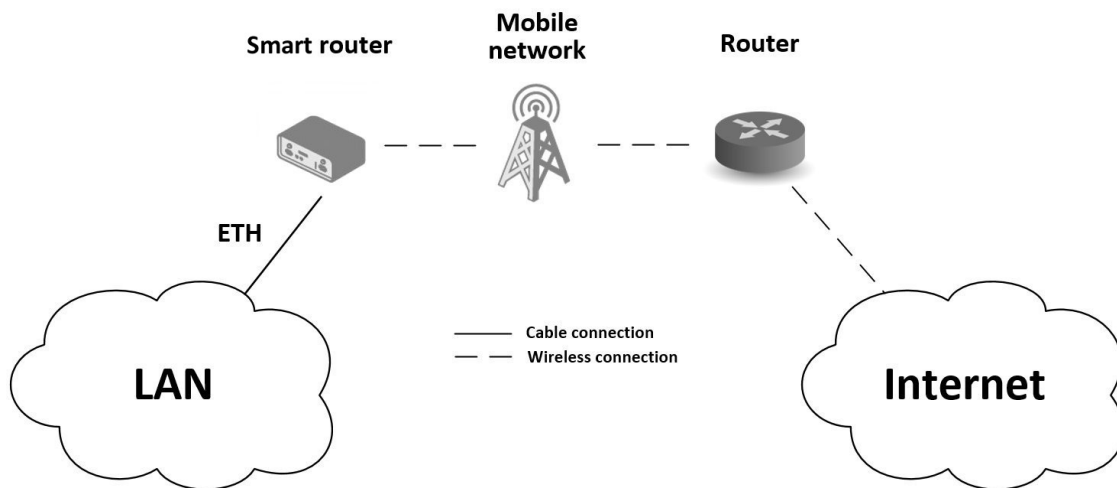 Smart router
Mobile
network
Router
ETH
LAN
Internet
Cable connection
Wireless connection